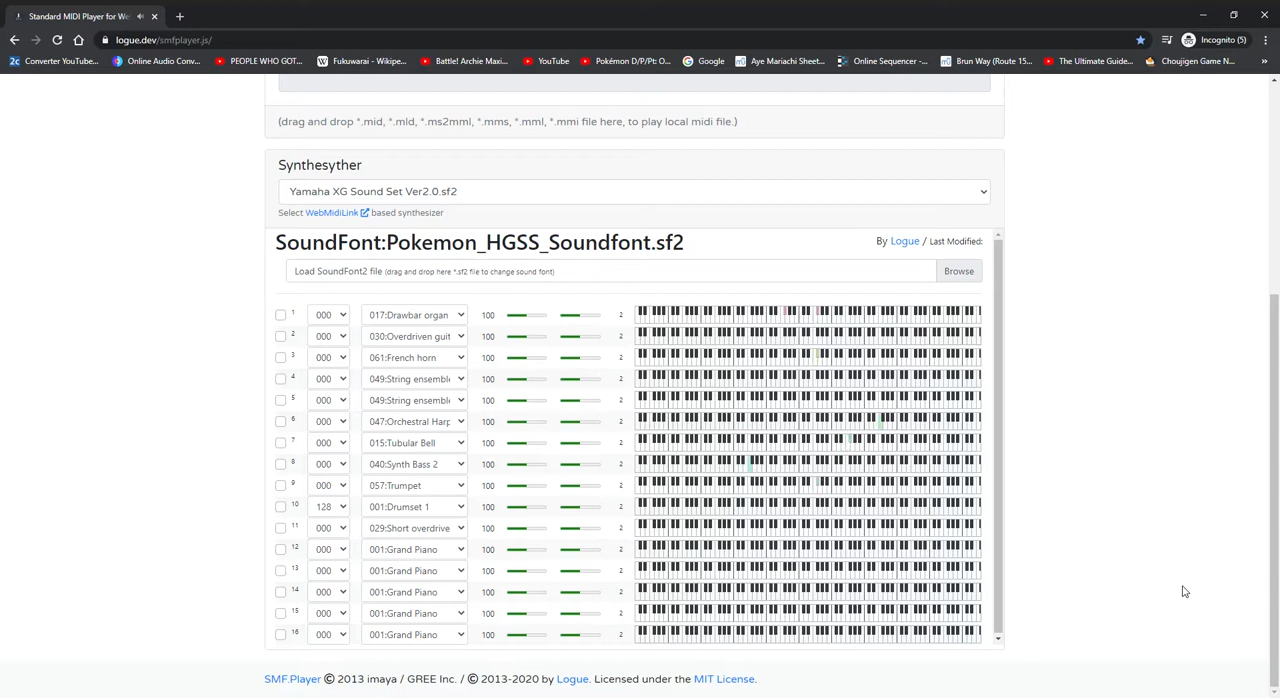 Standard MIDI Player for We
logue.dev/smfplayer.js/
Incognito (5)
Converter YouTube...
Online Audio Conv...
PEOPLE WHO GOT...
Fukuwarai - Wikipe...
Battle! Archie Maxi...
YouTube
Pokémon D/P/Pt: O...
Google
Aye Mariachi Sheet...
Online Sequencer -...
Brun Way (Route 15...
The Ultimate Guide...
Choujigen Game N...
(drag and drop *.mid, *.mld, *.ms2mml, *.mms, *.mml, *.mmi file here, to play local midi file.)
Synthesyther
Yamaha XG Sound Set Ver2.0.sf2
Select WebMidiLink based synthesizer
SoundFont:Pokemon_HGSS_Soundfont.sf2
By Logue / Last Modified:
Load SoundFont2 file (drag and drop here *.sf2 file to change sound font)
Browse
1 000 017:Drawbar organ 100 2
2 000 030:Overdriven guit 100 2
3 000 061:French horn 100 2
4 000 049:String ensemble 100 2
5 000 049:String ensemble 100 2
6 000 047:Orchestral Harp 100 2
7 000 015:Tubular Bell 100 2
8 000 040:Synth Bass 2 100 2
9 000 057:Trumpet 100 2
10 128 001:Drumset 1 100 2
11 000 029:Short overdrive 100 2
12 000 001:Grand Piano 100 2
13 000 001:Grand Piano 100 2
14 000 001:Grand Piano 100 2
15 000 001:Grand Piano 100 2
16 000 001:Grand Piano 100 2
SMF.Player © 2013 imaya / GREE Inc. / © 2013-2020 by Logue. Licensed under the MIT License.